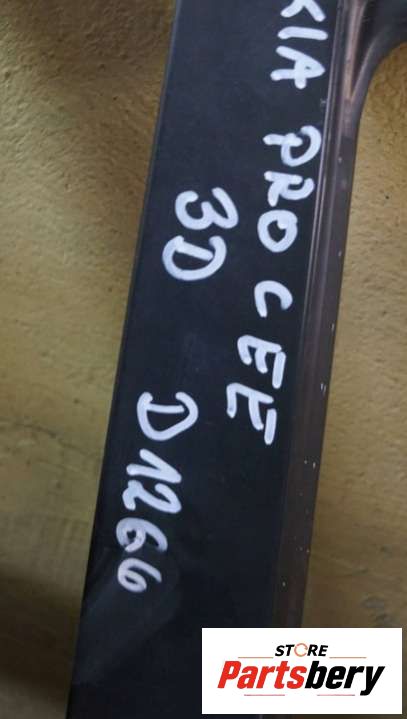 KIA PRO CEE
3D
D1266
STORE
Partsbery